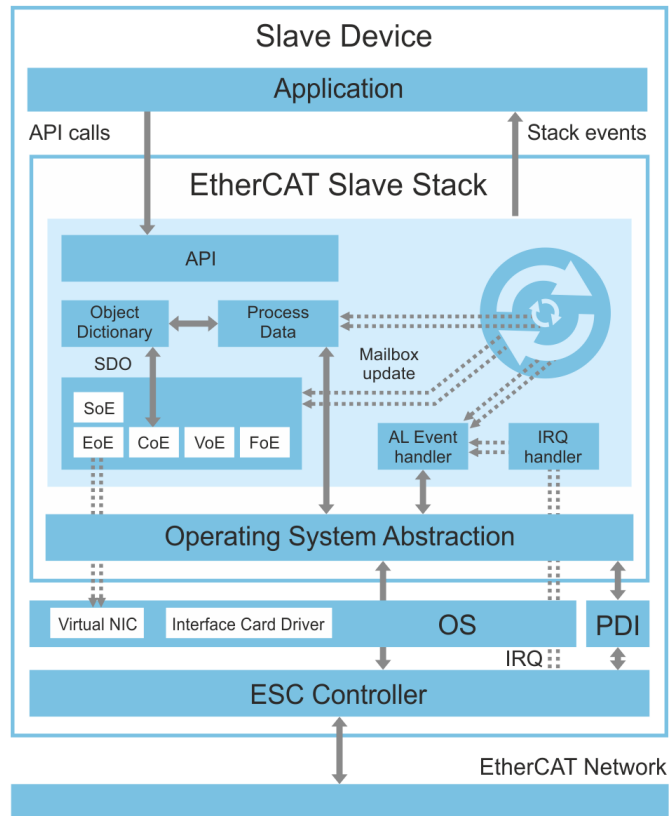 Slave Device
Application
API calls
Stack events
EtherCAT Slave Stack
API
Object
Dictionary
Process
Data
SDO
Mailbox
update
SoE
EoE
CoE
VoE
FoE
AL Event
handler
IRQ
handler
Operating System Abstraction
Virtual NIC
Interface Card Driver
OS
PDI
IRQ
ESC Controller
EtherCAT Network